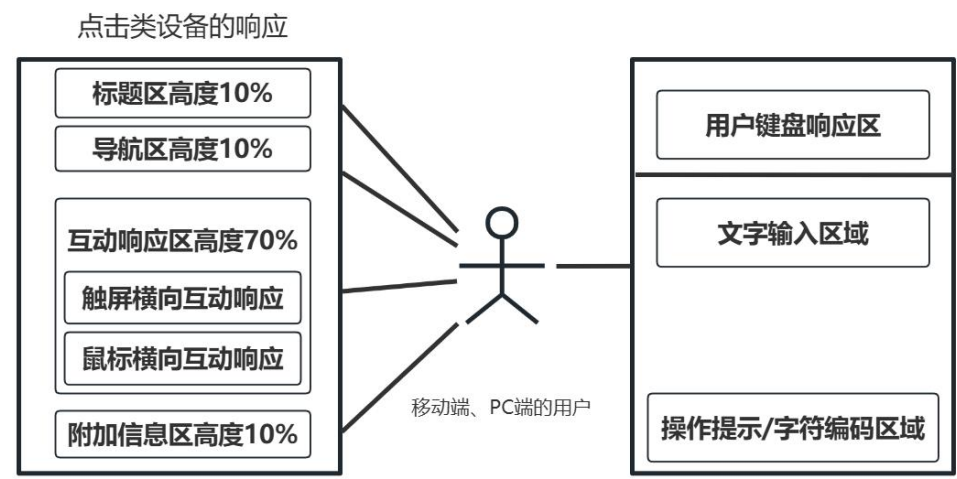 点击类设备的响应
标题区高度10%
导航区高度10%
互动响应区高度70%
触屏横向互动响应
鼠标横向互动响应
附加信息区高度10%
移动端、PC端的用户
用户键盘响应区
文字输入区域
操作提示/字符编码区域